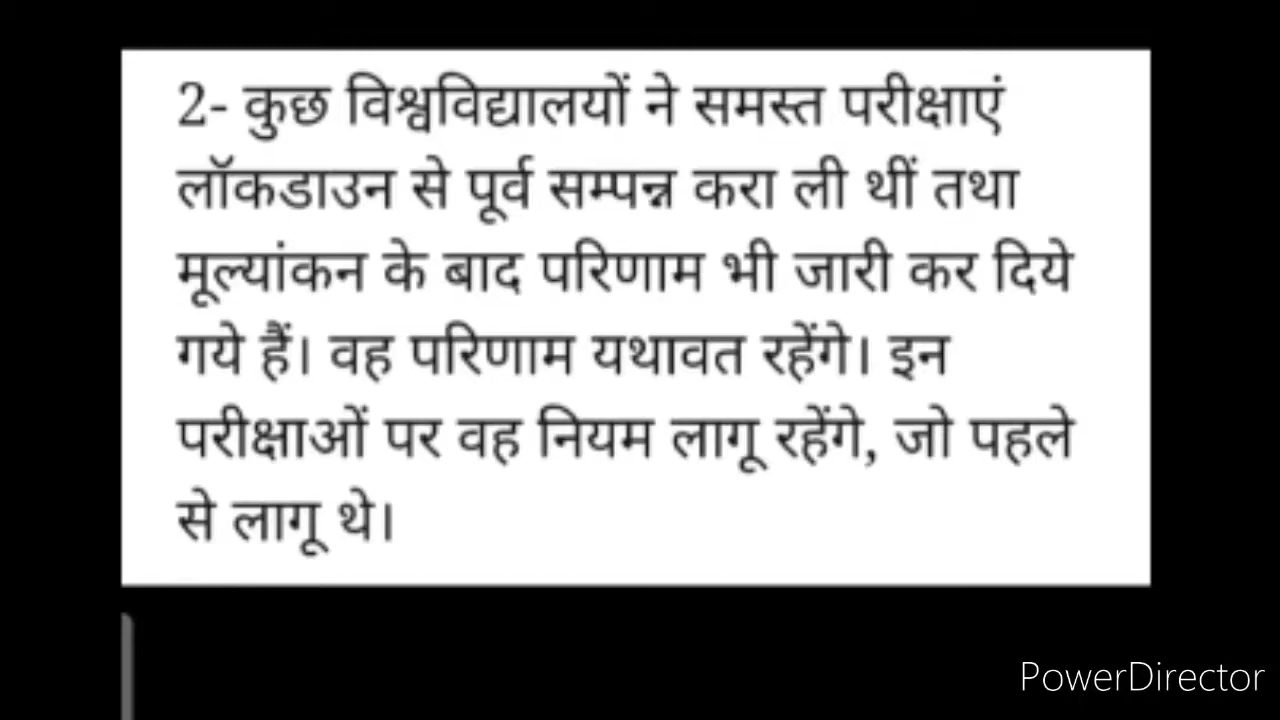 2- कुछ विश्वविद्यालयों ने समस्त परीक्षाएं
लॉकडाउन से पूर्व सम्पन्न करा ली थीं तथा
मूल्यांकन के बाद परिणाम भी जारी कर दिये
गये हैं। वह परिणाम यथावत रहेंगे। इन
परीक्षाओं पर वह नियम लागू रहेंगे, जो पहले
से लागू थे।
PowerDirector